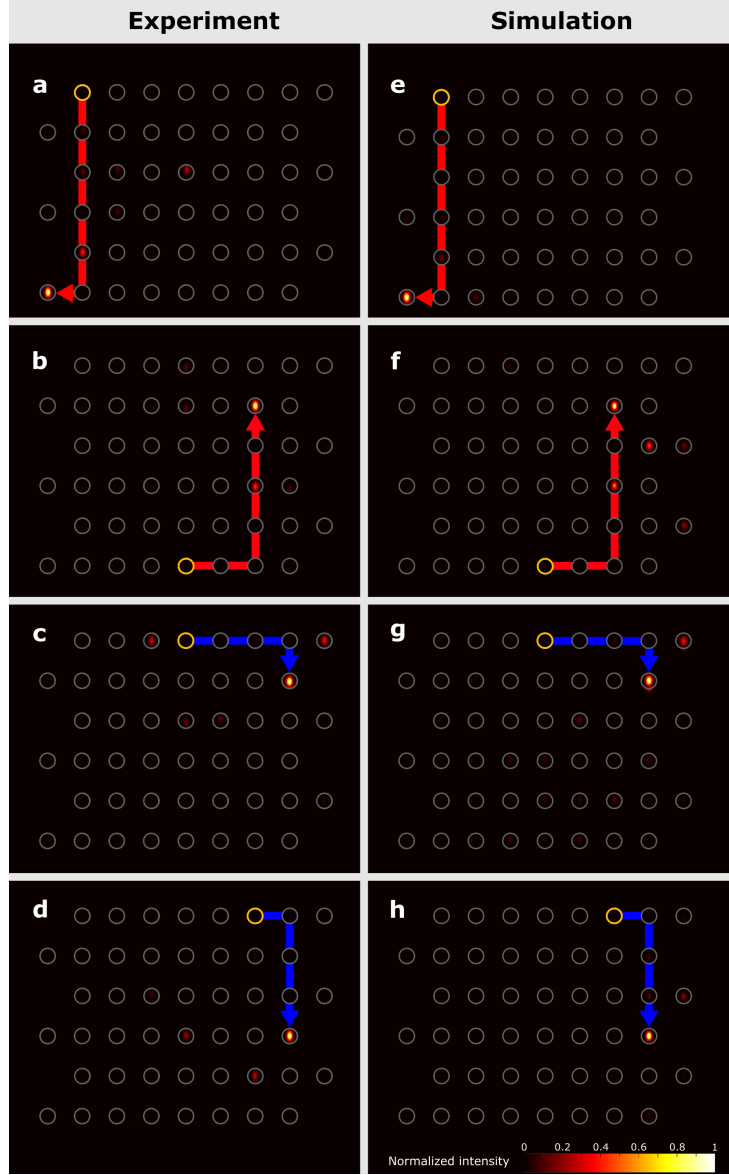 Experiment Simulation
a e
b f
c g
d h
0 0.2 0.4 0.6 0.8 1
Normalized intensity